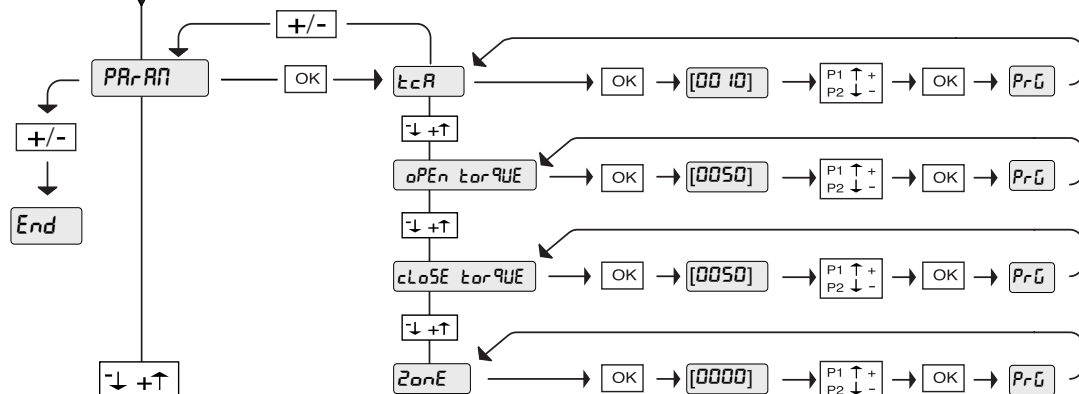 +/-
PArAM OK tcA OK [0010] P1 ↑ + OK PrG
P2 ↓ -
+/- -↓ +↑
oPEn torqUE OK [0050] P1 ↑ + OK PrG
P2 ↓ -
End -↓ +↑
cLoSE torqUE OK [0050] P1 ↑ + OK PrG
P2 ↓ -
-↓ +↑
-↓ +↑ ZonE OK [0000] P1 ↑ + OK PrG
P2 ↓ -